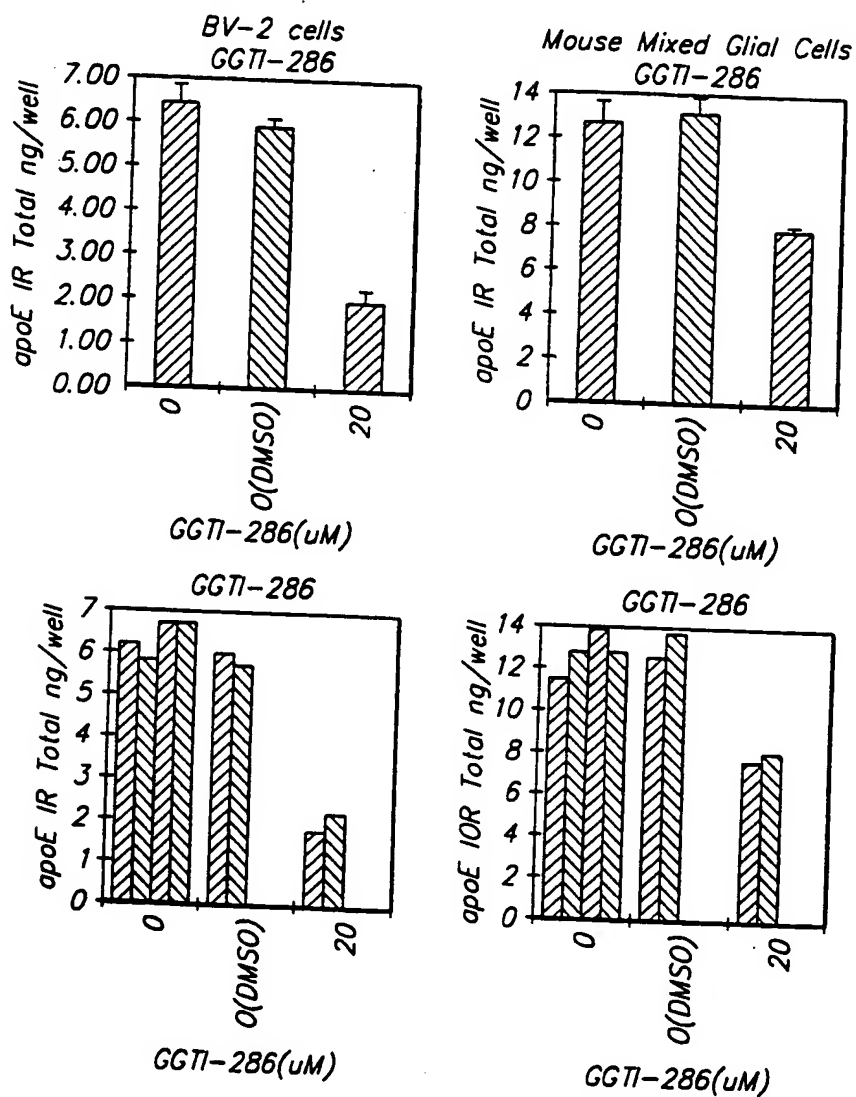 BV-2 cells
GGTI-286
apoE IR Total ng/well
7.00
6.00
5.00
4.00
3.00
2.00
1.00
0.00
0
0(DMSO)
20
GGTI-286(uM)
Mouse Mixed Glial Cells
GGTI-286
apoE IR Total ng/well
14
12
10
8
6
4
2
0
0
0(DMSO)
20
GGTI-286(uM)
GGTI-286
apoE IR Total ng/well
7
6
5
4
3
2
1
0
0
0(DMSO)
20
GGTI-286(uM)
GGTI-286
apoE IOR Total ng/well
14
12
10
8
6
4
2
0
0
0(DMSO)
20
GGTI-286(uM)